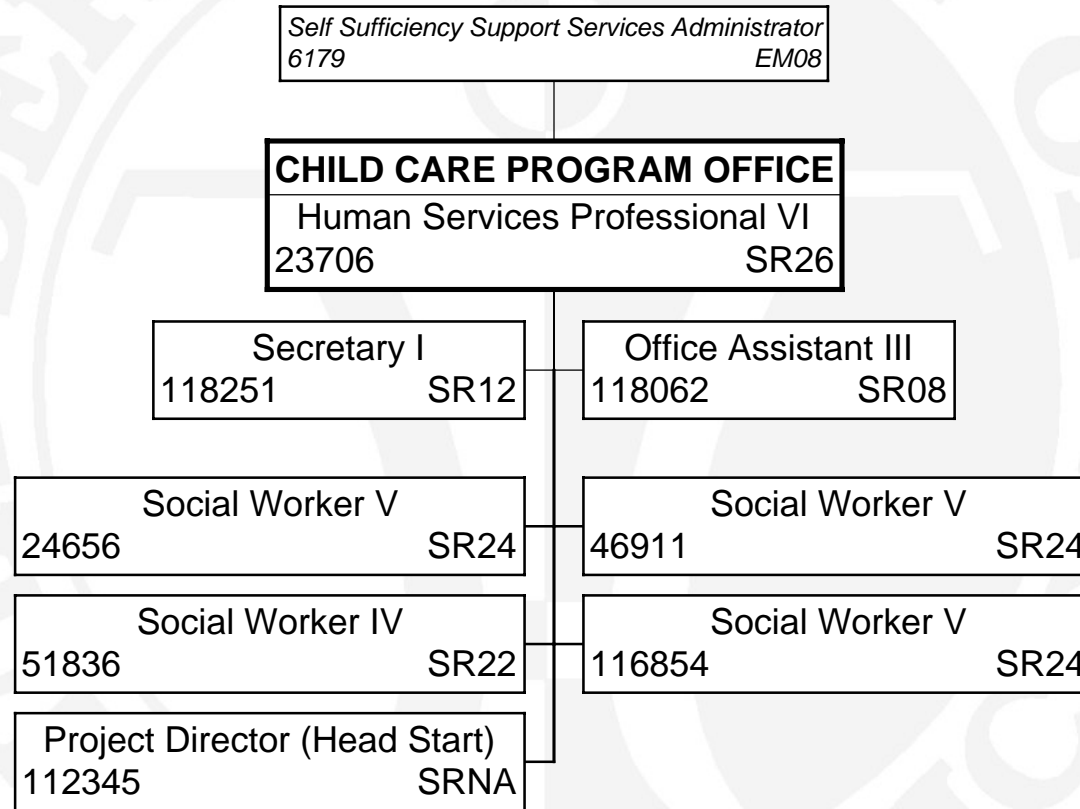 Self Sufficiency Support Services Administrator
6179 EM08
CHILD CARE PROGRAM OFFICE
Human Services Professional VI
23706 SR26
Secretary I
118251 SR12
Office Assistant III
118062 SR08
Social Worker V
24656 SR24
Social Worker V
46911 SR24
Social Worker IV
51836 SR22
Social Worker V
116854 SR24
Project Director (Head Start)
112345 SRNA